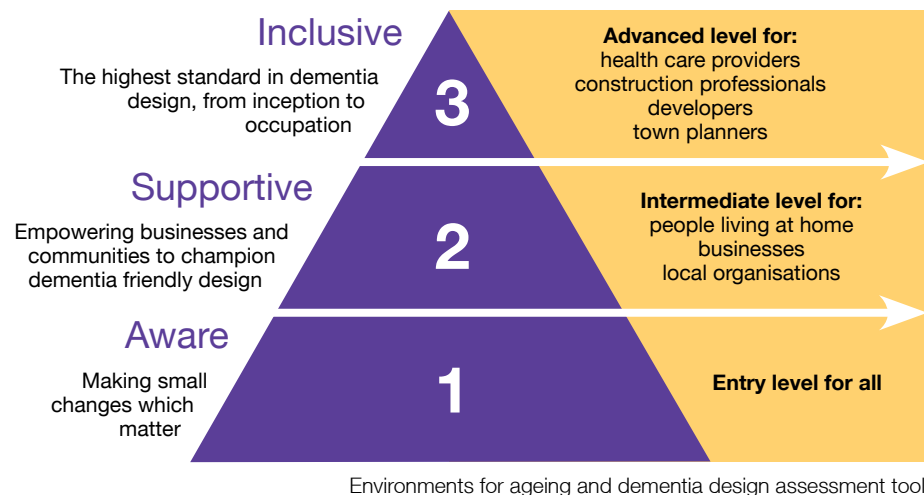 Inclusive
The highest standard in dementia
design, from inception to
occupation
3
Advanced level for:
health care providers
construction professionals
developers
town planners
Supportive
Empowering businesses and
communities to champion
dementia friendly design
2
Intermediate level for:
people living at home
businesses
local organisations
Aware
Making small
changes which
matter
1
Entry level for all
Environments for ageing and dementia design assessment tool